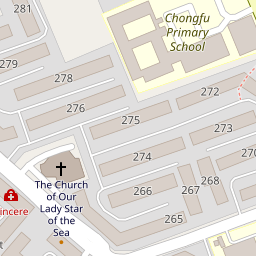 281
Chongfu
Primary
School
279
278
272
276
275
273
274
270
The Church
of Our
Lady Star
of the
Sea
266
267
268
265
incere